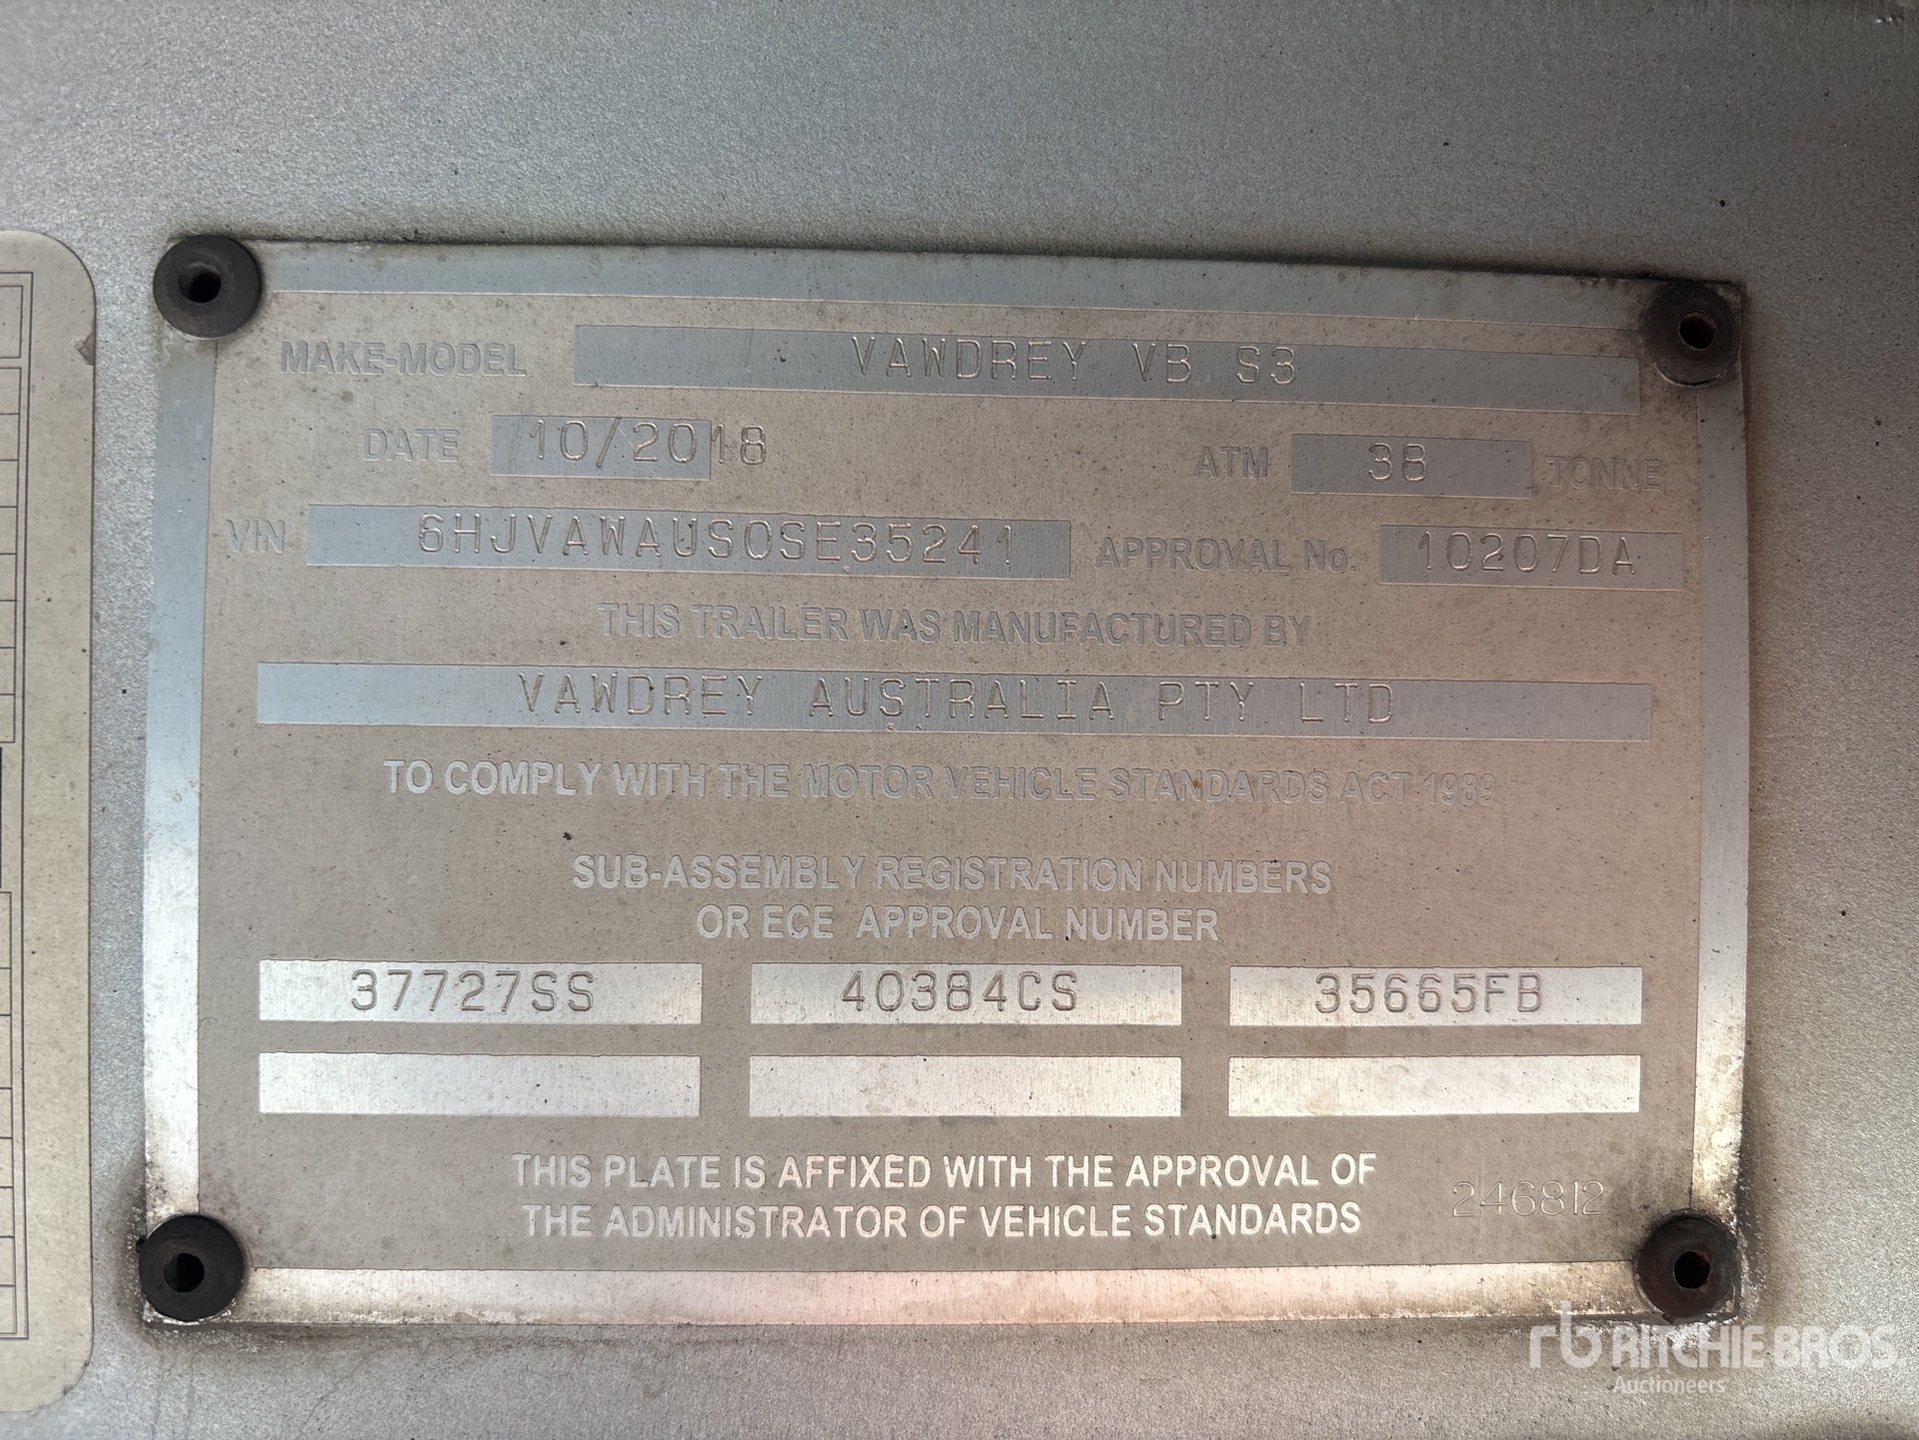 MAKE-MODEL VAWDREY VB S3
DATE 10/2018 ATM 38 TONNE
VIN 6HJVAWAUS0SE35241 APPROVAL No. 10207DA
THIS TRAILER WAS MANUFACTURED BY
VAWDREY AUSTRALIA PTY LTD
TO COMPLY WITH THE MOTOR VEHICLE STANDARDS ACT 1989
SUB-ASSEMBLY REGISTRATION NUMBERS
OR ECE APPROVAL NUMBER
37727SS 40384CS 35665FB
THIS PLATE IS AFFIXED WITH THE APPROVAL OF
THE ADMINISTRATOR OF VEHICLE STANDARDS
246812
rb RITCHIE BROS.
Auctioneers